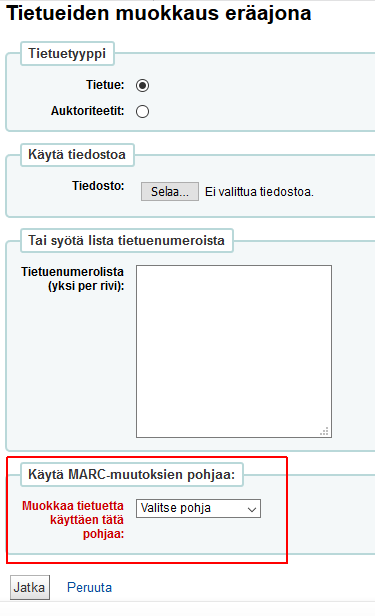 Tietueiden muokkaus eräajona
Tietuetyyppi
Tietue:
Auktoriteetit:
Käytä tiedostoa
Tiedosto: Selaa... Ei valittua tiedostoa.
Tai syötä lista tietuenumeroista
Tietuenumerolista
(yksi per rivi):
Käytä MARC-muutoksien pohjaa:
Muokkaa tietuetta Valitse pohja
käyttäen tätä
pohjaa:
Jatka Peruuta